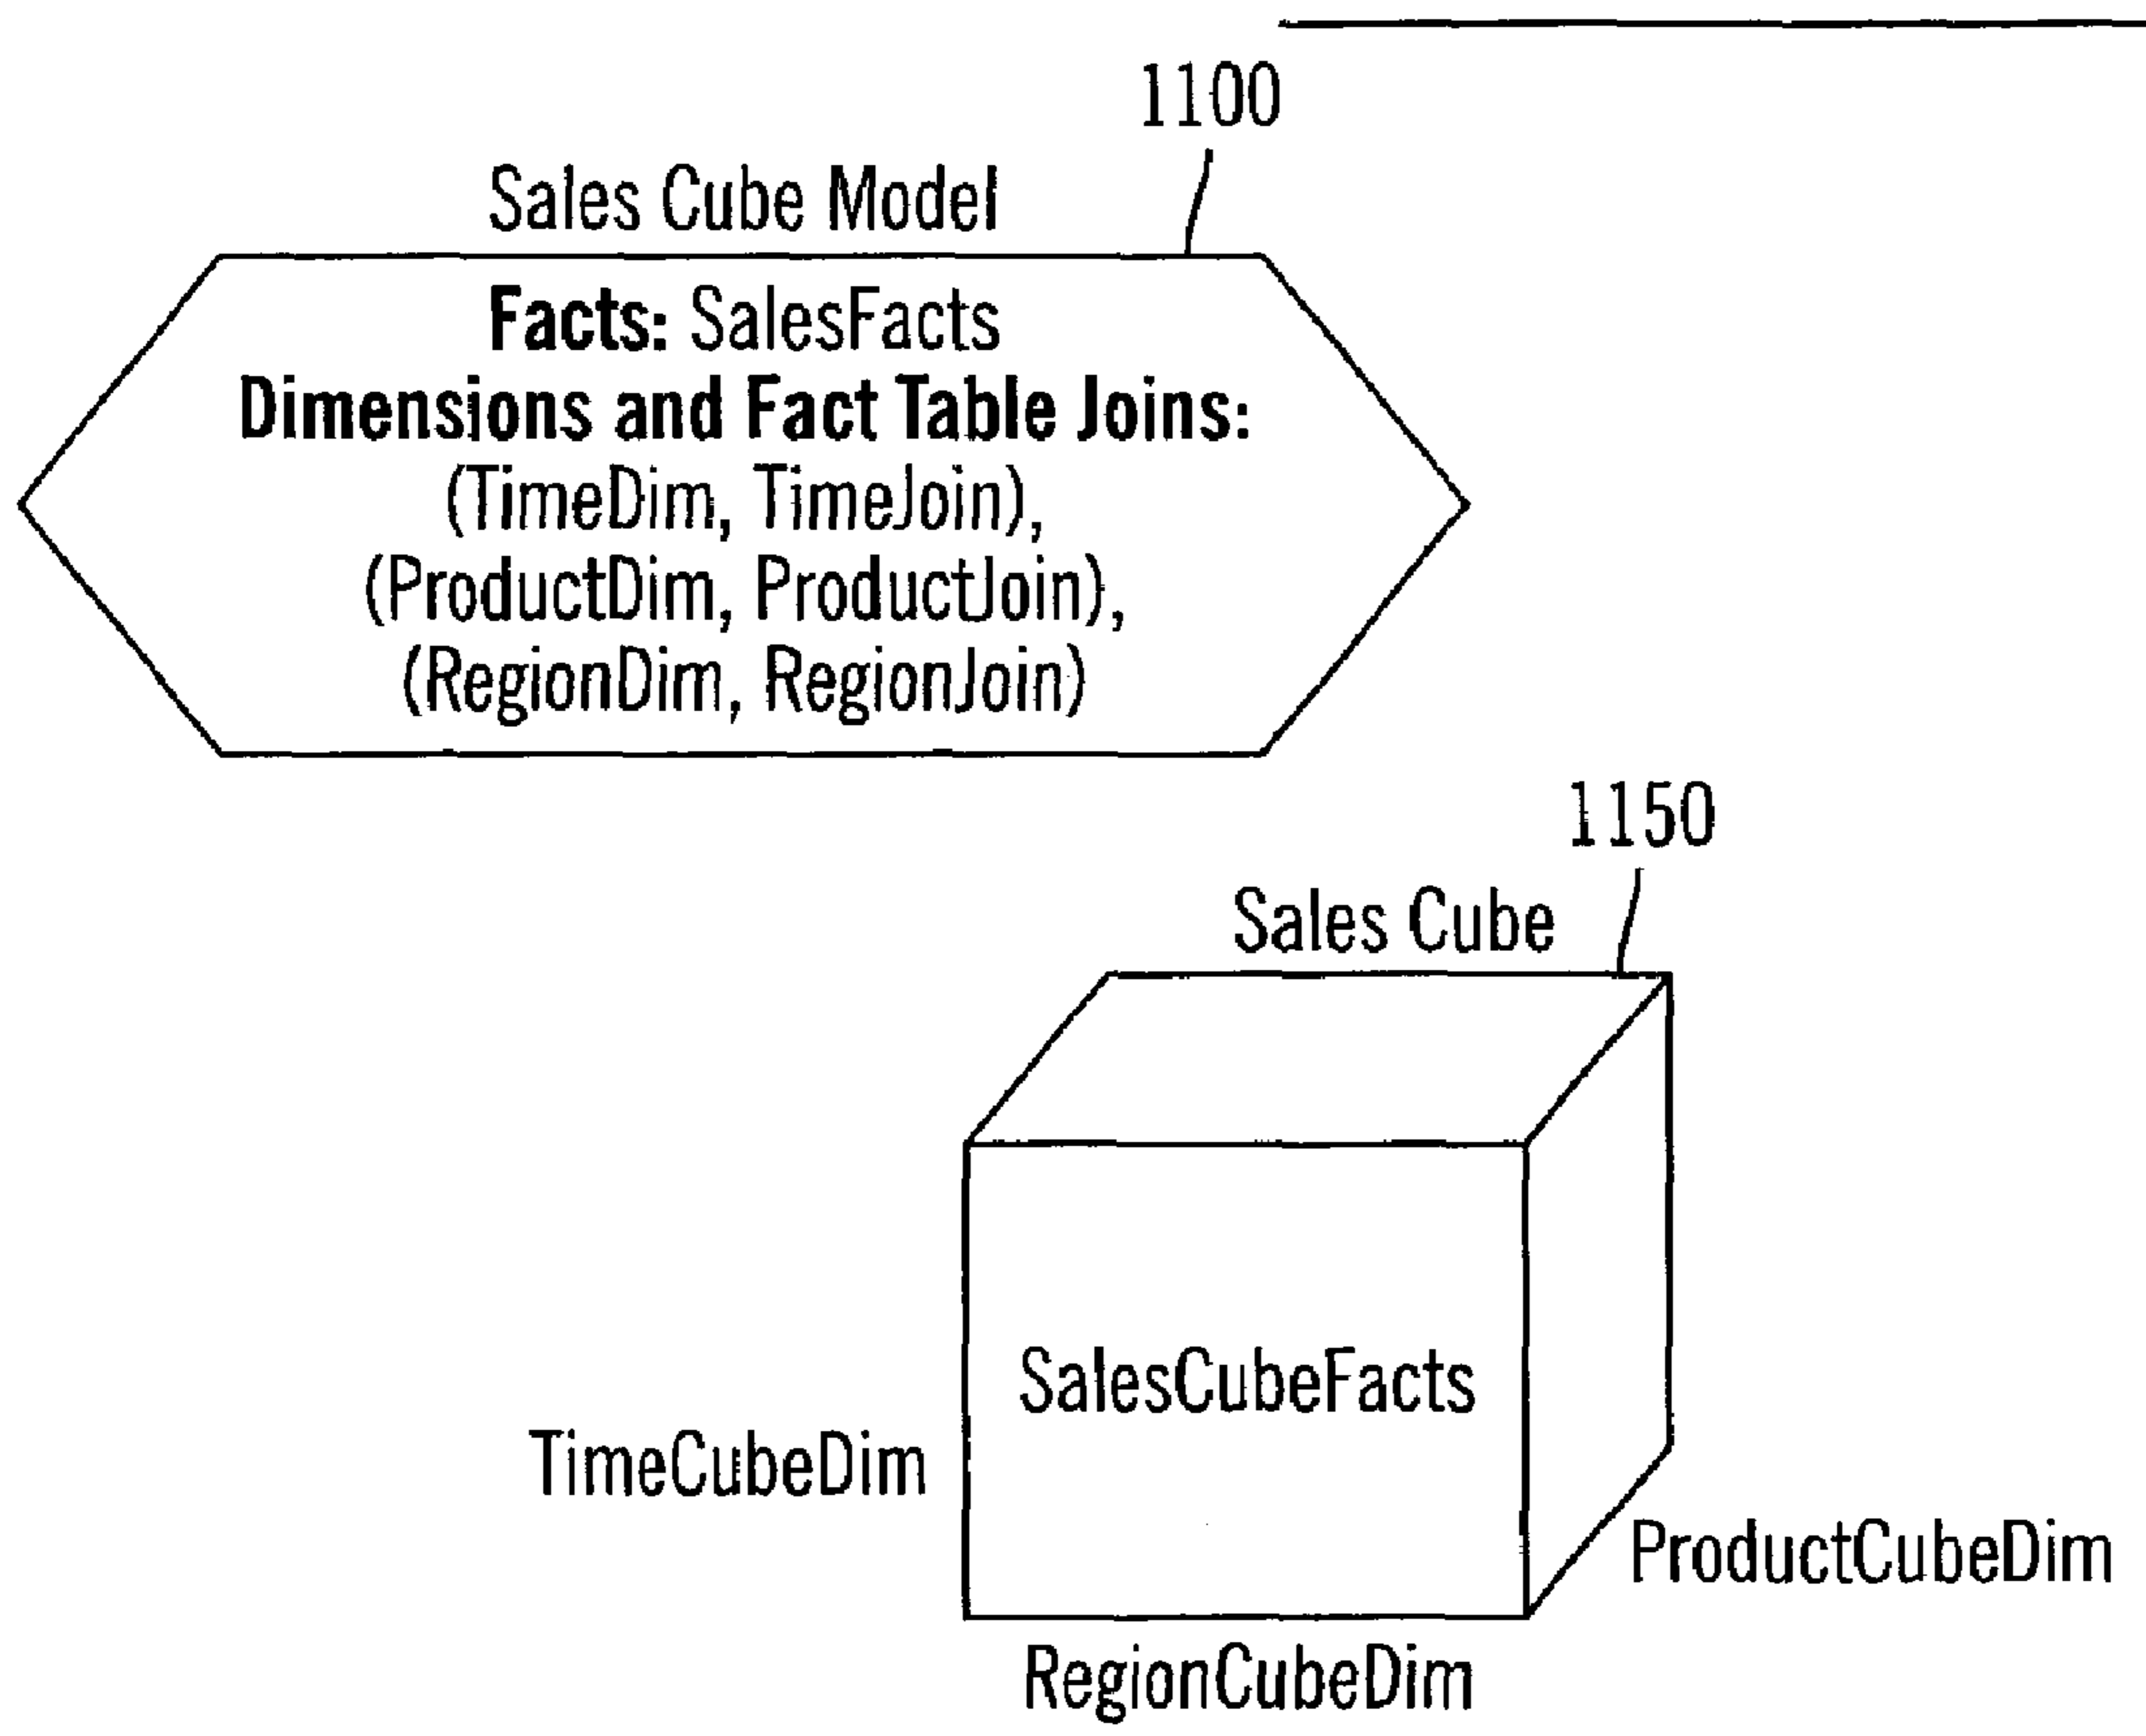 1100
Sales Cube Model
Facts: SalesFacts
Dimensions and Fact Table Joins:
(TimeDim, TimeJoin),
(ProductDim, ProductJoin),
(RegionDim, RegionJoin)
1150
Sales Cube
SalesCubeFacts
TimeCubeDim
ProductCubeDim
RegionCubeDim